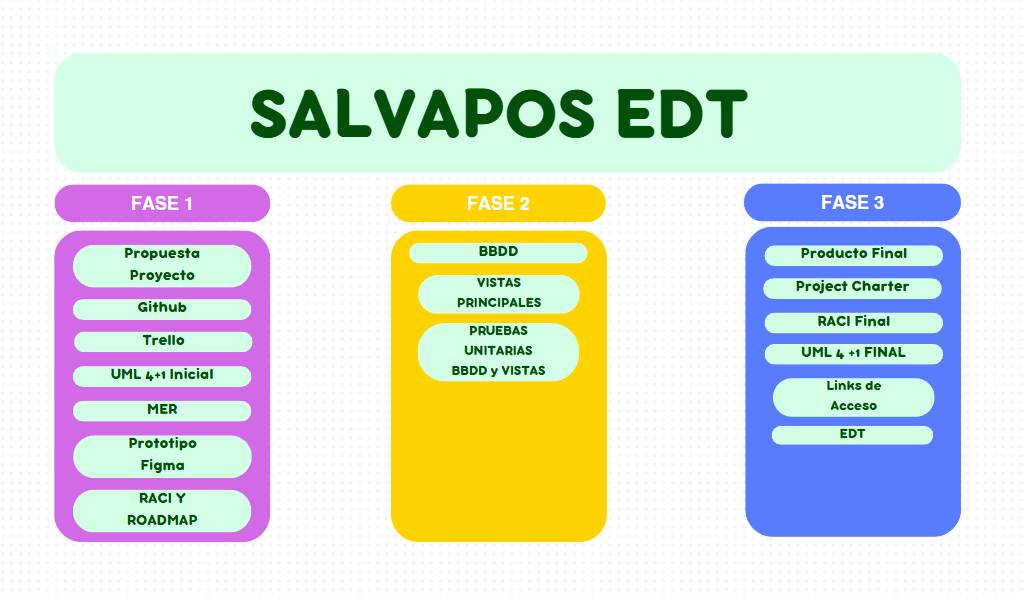 SALVAPOS EDT
FASE 1
Propuesta
Proyecto
Github
Trello
UML 4+1 Inicial
MER
Prototipo
Figma
RACI Y
ROADMAP
FASE 2
BBDD
VISTAS
PRINCIPALES
PRUEBAS
UNITARIAS
BBDD y VISTAS
FASE 3
Producto Final
Project Charter
RACI Final
UML 4 +1 FINAL
Links de
Acceso
EDT